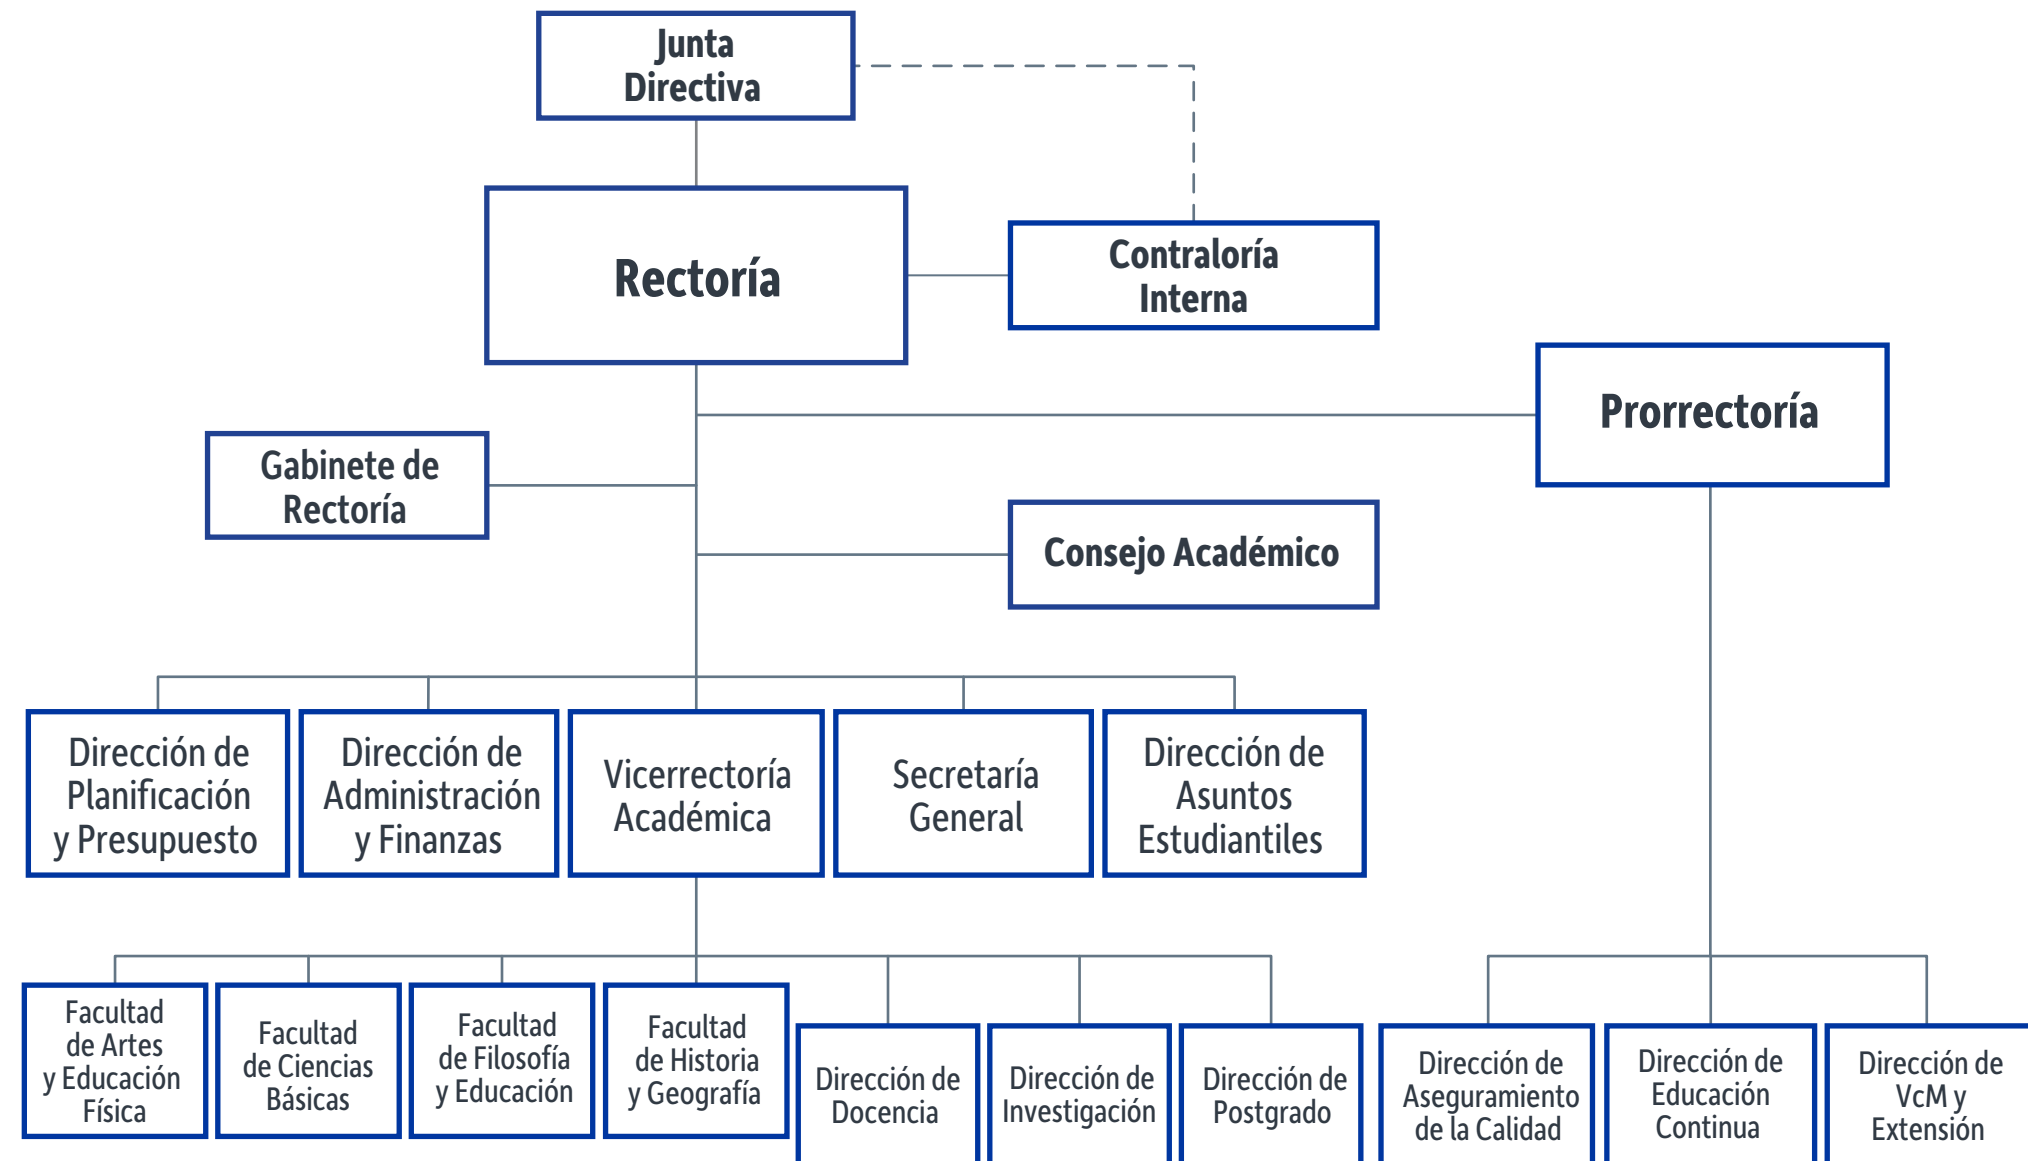 Junta
Directiva
Rectoría
Contraloría
Interna
Prorrectoría
Gabinete de
Rectoría
Consejo Académico
Dirección de
Planificación
y Presupuesto
Dirección de
Administración
y Finanzas
Vicerrectoría
Académica
Secretaría
General
Dirección de
Asuntos
Estudiantiles
Facultad
de Artes
y Educación
Física
Facultad
de Ciencias
Básicas
Facultad
de Filosofía
y Educación
Facultad
de Historia
y Geografía
Dirección de
Docencia
Dirección de
Investigación
Dirección de
Postgrado
Dirección de
Aseguramiento
de la Calidad
Dirección de
Educación
Continua
Dirección de
VcM y
Extensión